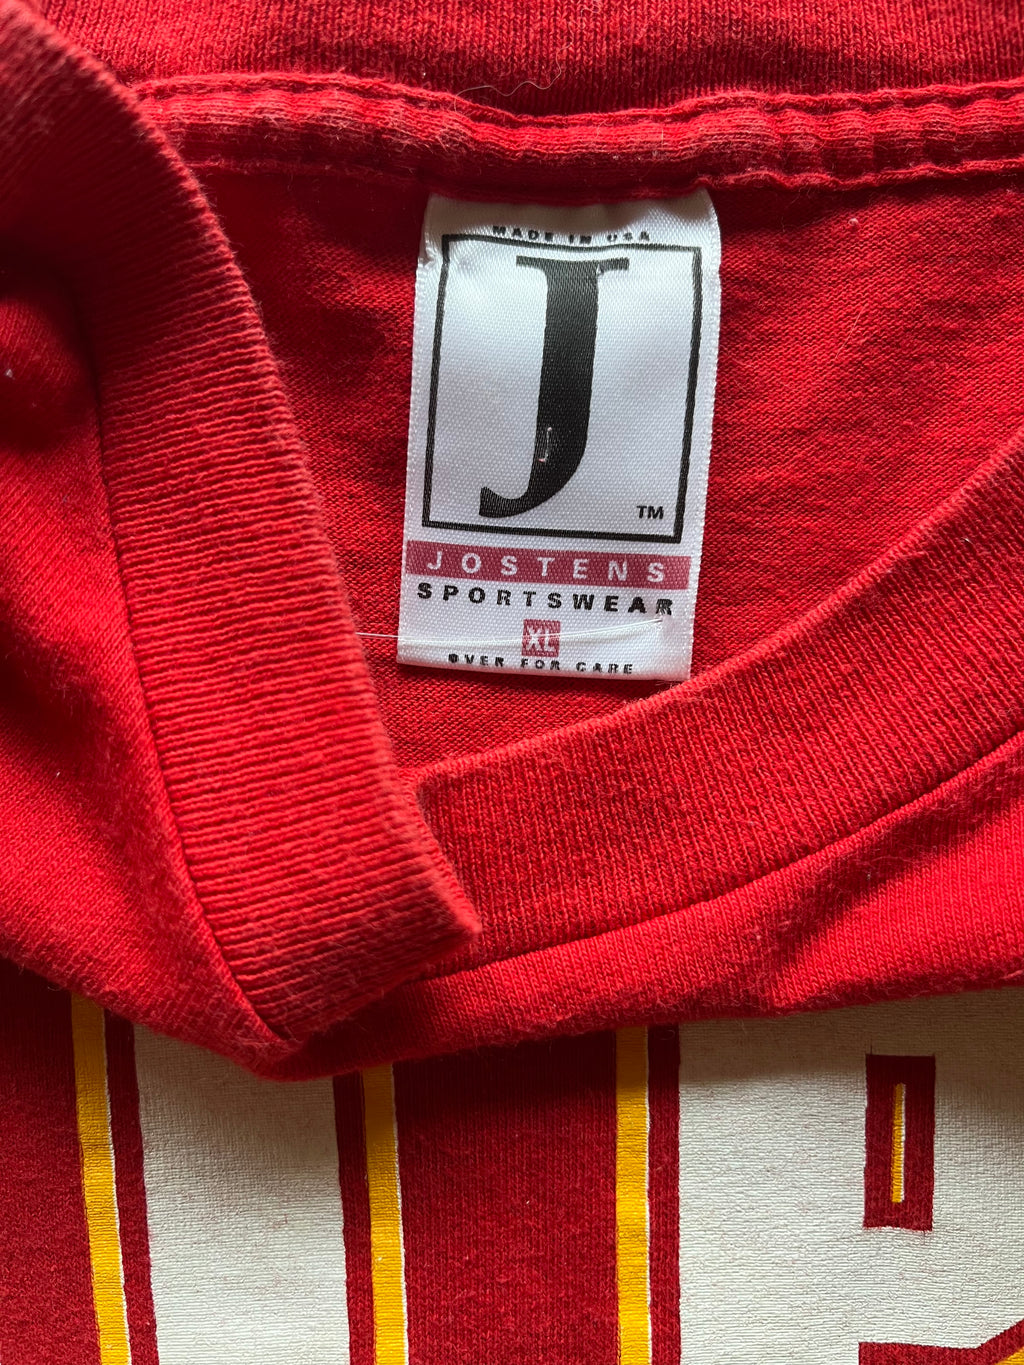 MADE IN USA
J
TM
JOSTENS
SPORTSWEAR
XL
OVER FOR CARE